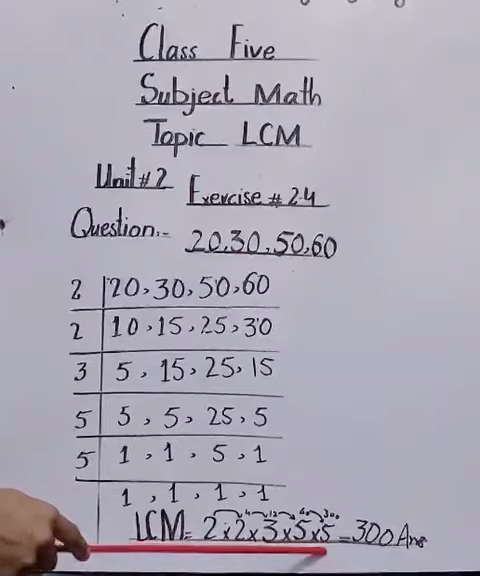 Class Five
Subject Math
Topic LCM
Unit#2 Exercise # 2.4
Question:- 20,30,50,60
2 20,30,50,60
2 10,15,25,30
3 5,15,25,15
5 5,5,25,5
5 1,1,5,1
1,1,1,1
LCM= 2x2x3x5x5=300 Ans